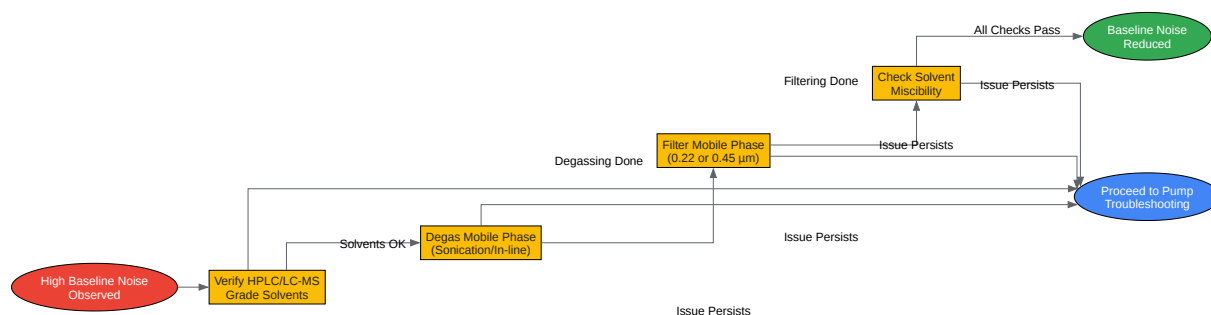 All Checks Pass
Baseline Noise
Reduced
Filtering Done
Check Solvent
Miscibility
Issue Persists
Degassing Done
Filter Mobile Phase
(0.22 or 0.45 µm)
Issue Persists
Proceed to Pump
Troubleshooting
Solvents OK
Degas Mobile Phase
(Sonication/In-line)
Issue Persists
High Baseline Noise
Observed
Verify HPLC/LC-MS
Grade Solvents
Issue Persists